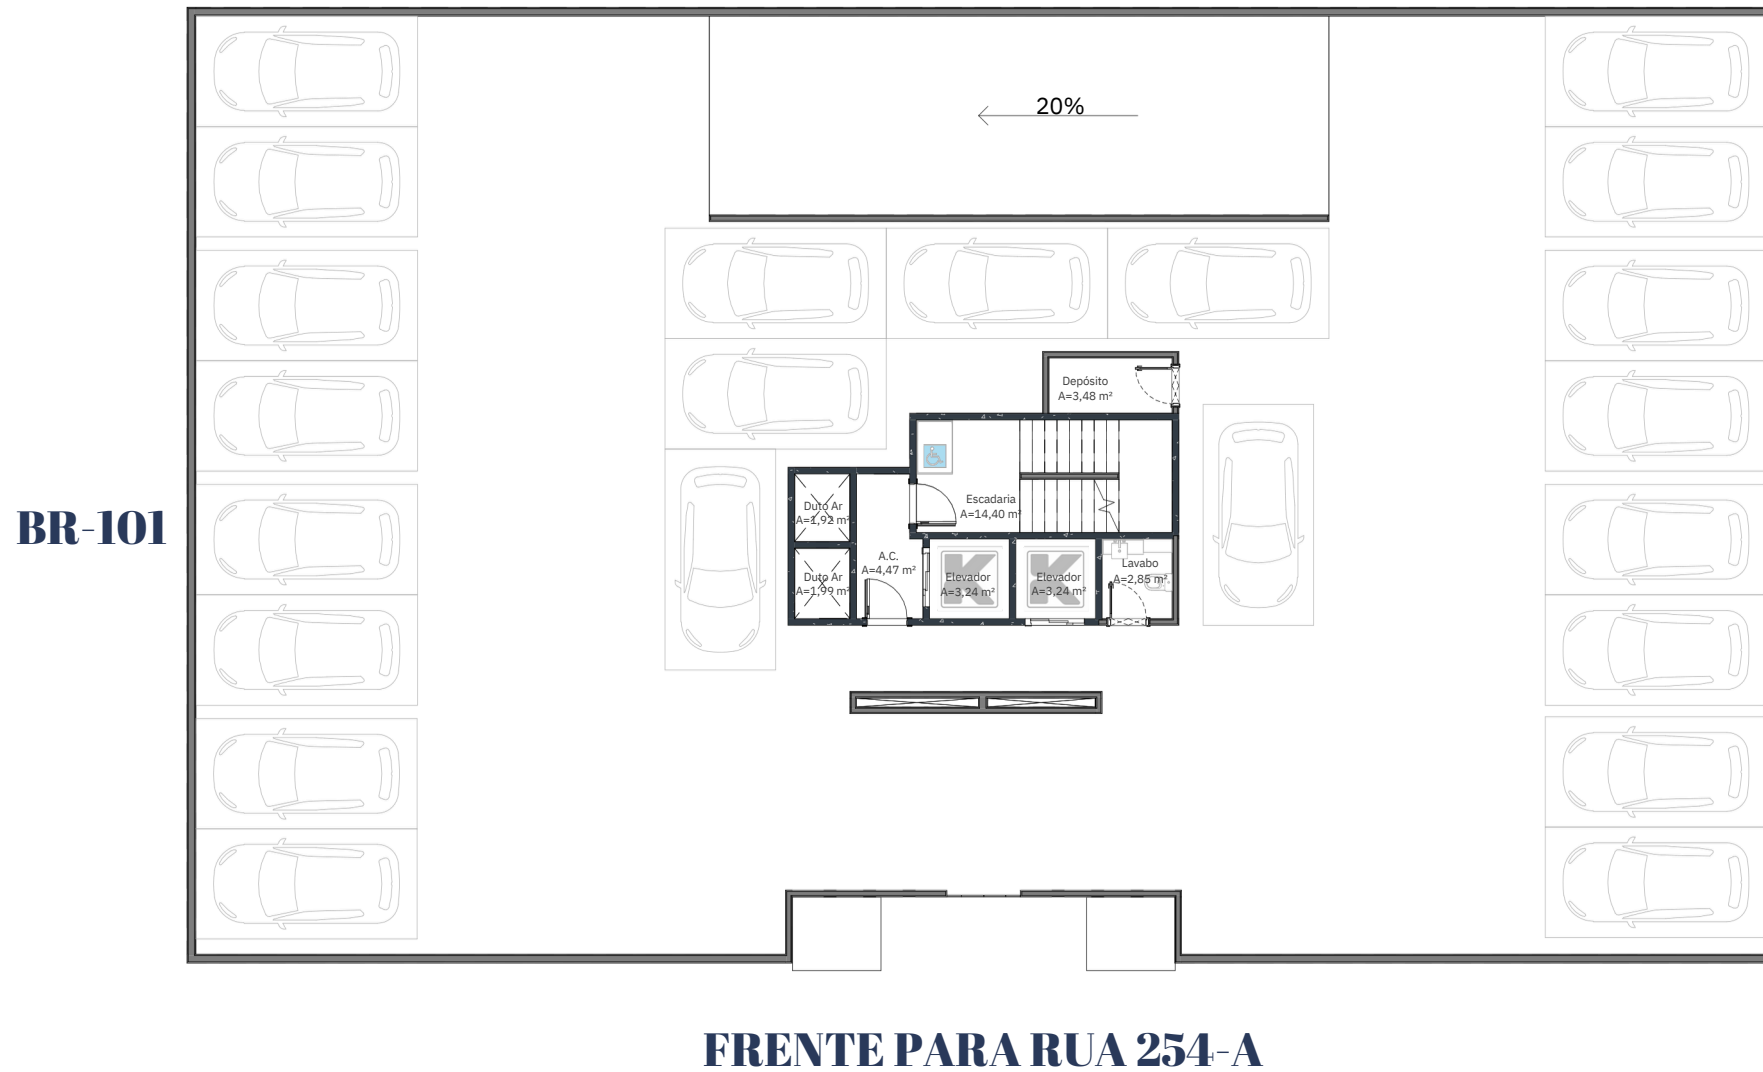 20%
Depósito
A=3,48 m²
Escadaria
A=14,40 m²
Duto Ar
A=1,92 m²
A.C.
A=4,47 m²
Duto Ar
A=1,99 m²
K
Elevador
A=3,24 m²
K
Elevador
A=3,24 m²
Lavabo
A=2,85 m²
BR-101
FRENTE PARA RUA 254-A